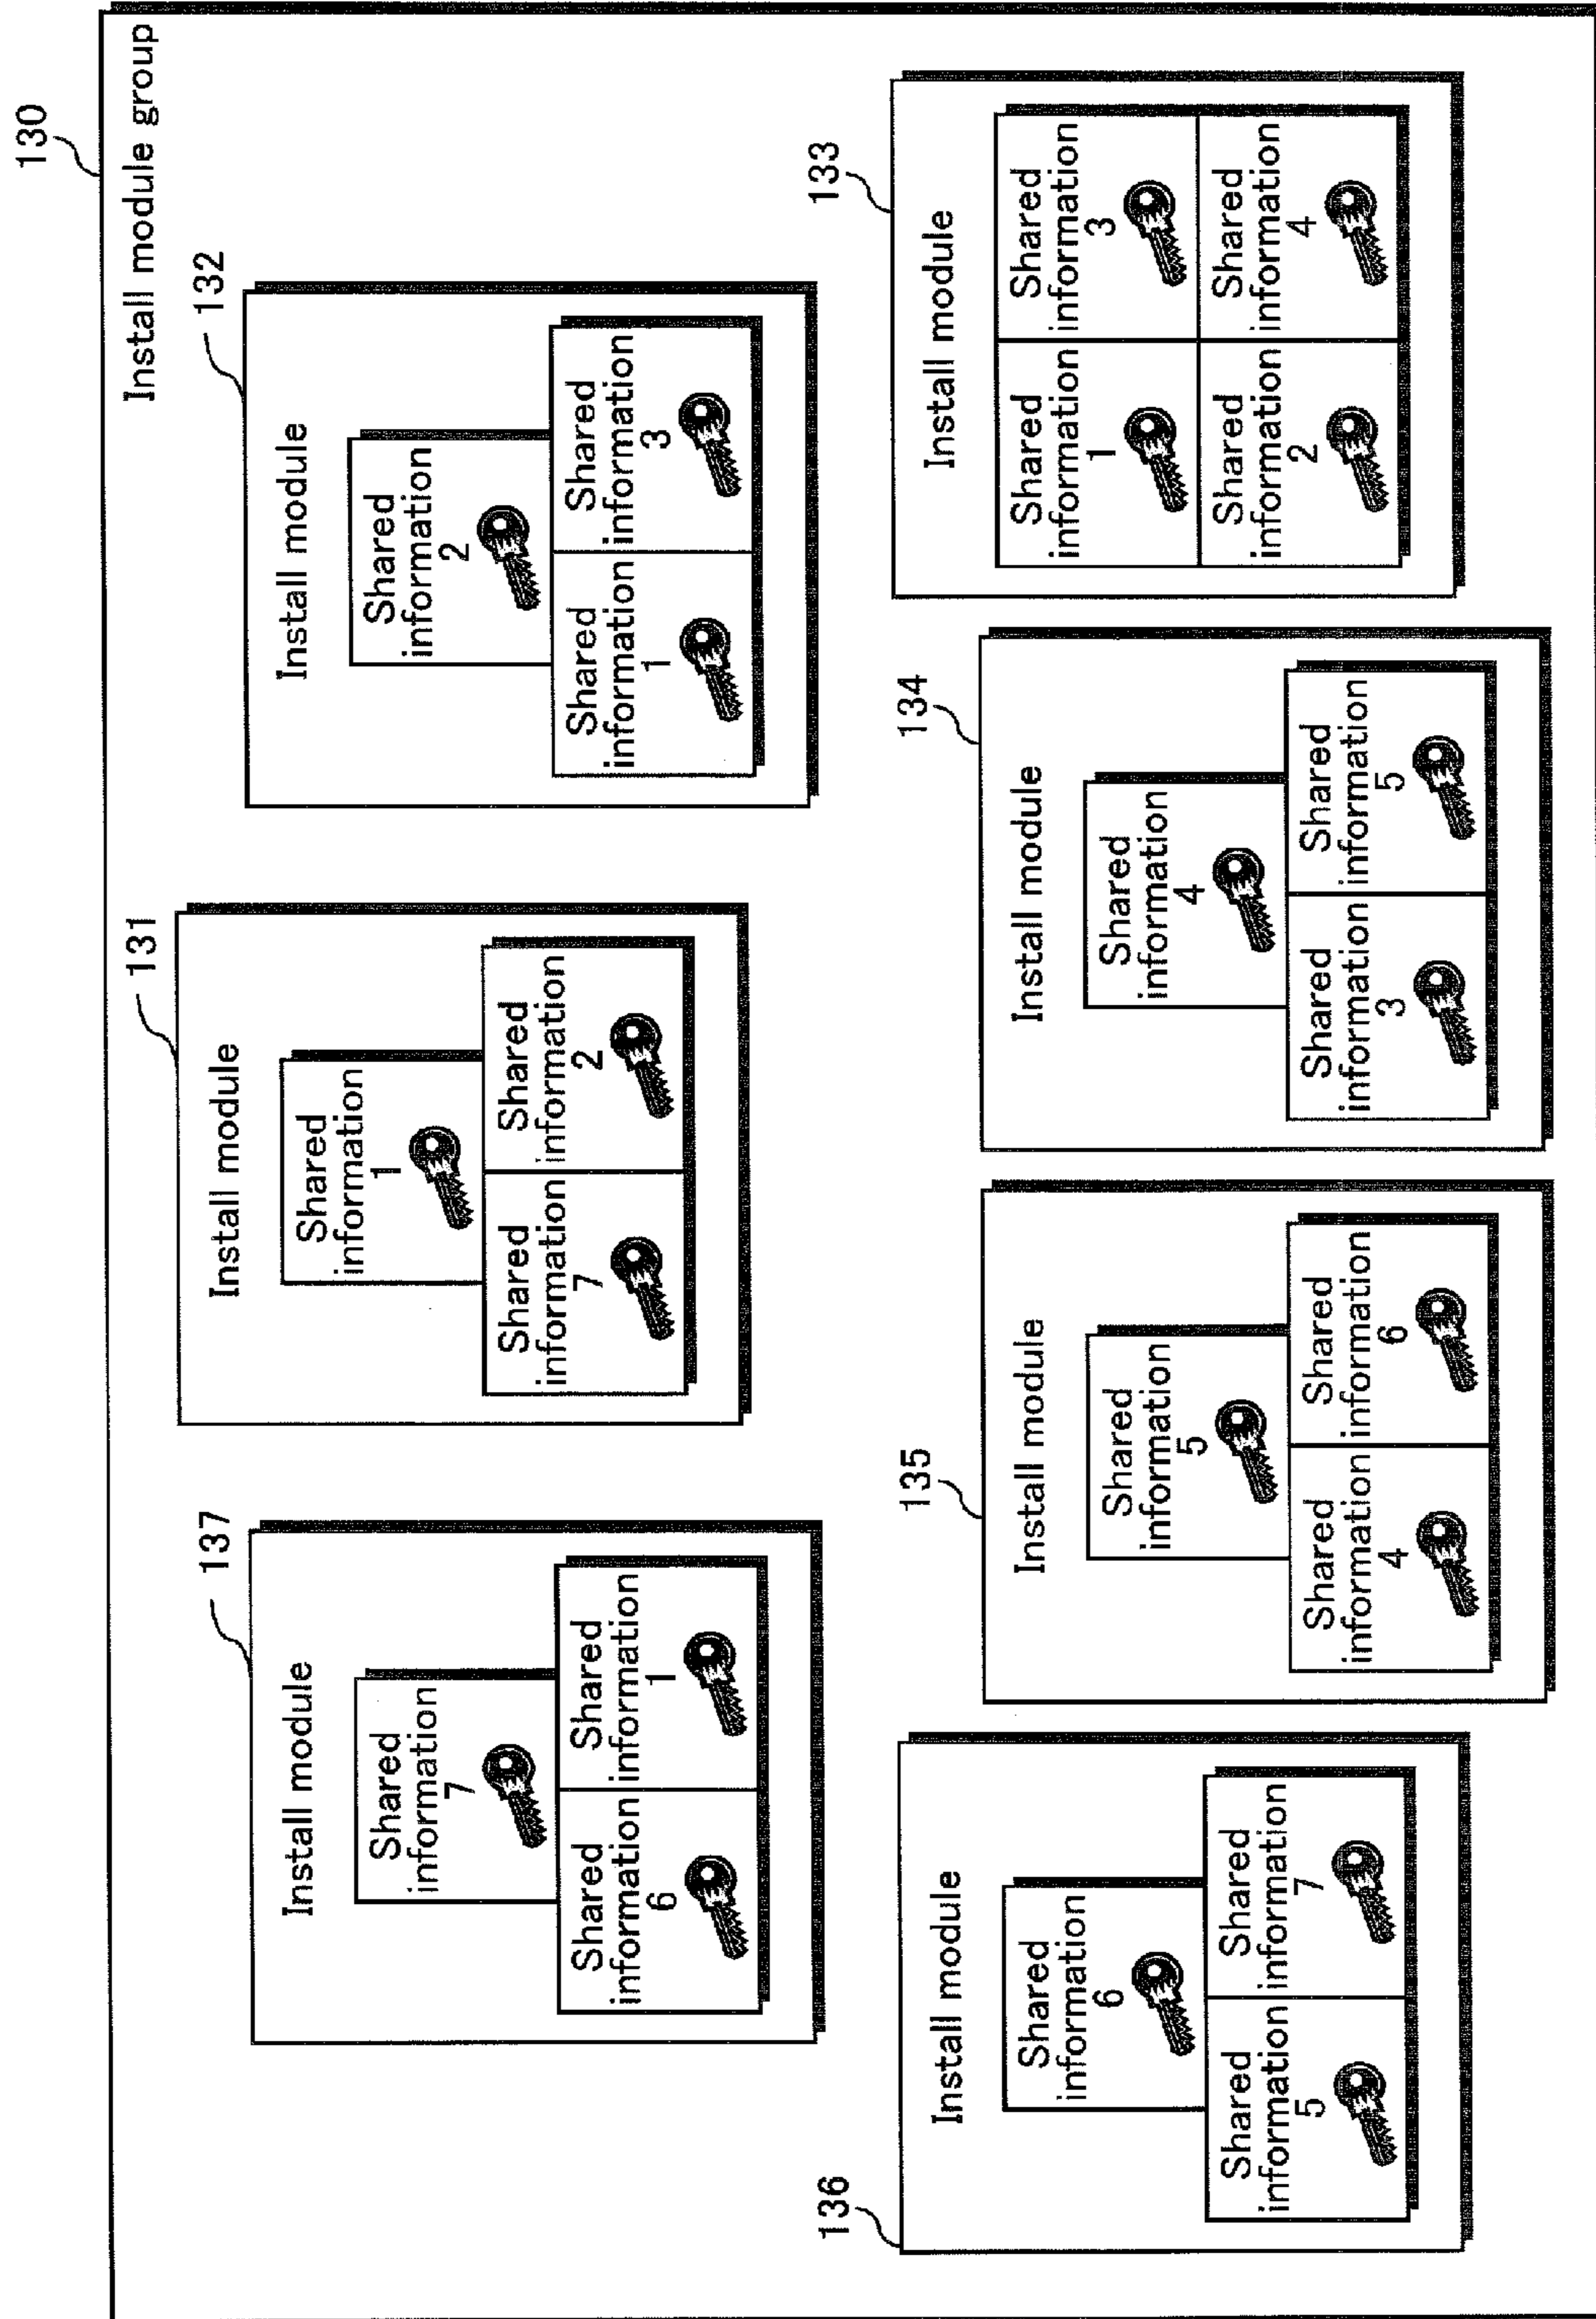 130
Install module group
137
Install module
Shared
information
7
Shared
information
6
Shared
information
1
131
Install module
Shared
information
1
Shared
information
7
Shared
information
2
132
Install module
Shared
information
2
Shared
information
1
Shared
information
3
136
Install module
Shared
information
6
Shared
information
5
Shared
information
7
135
Install module
Shared
information
5
Shared
information
4
Shared
information
6
134
Install module
Shared
information
4
Shared
information
3
Shared
information
5
133
Install module
Shared
information
1
Shared
information
3
Shared
information
2
Shared
information
4